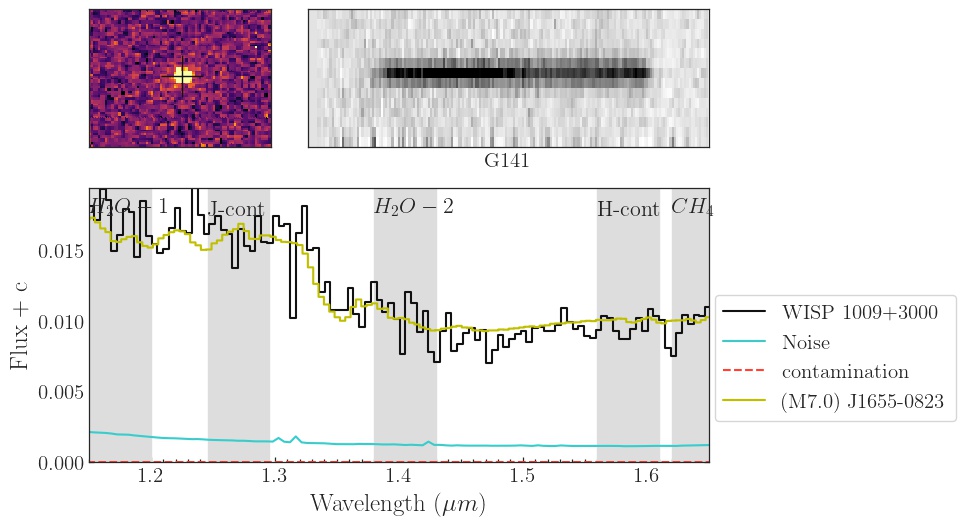 G141
H₂O − 1
J-cont
H₂O − 2
H-cont
CH₄
0.015
0.010
0.005
0.000
Flux + c
WISP 1009+3000
Noise
contamination
(M7.0) J1655-0823
1.2
1.3
1.4
1.5
1.6
Wavelength (μm)